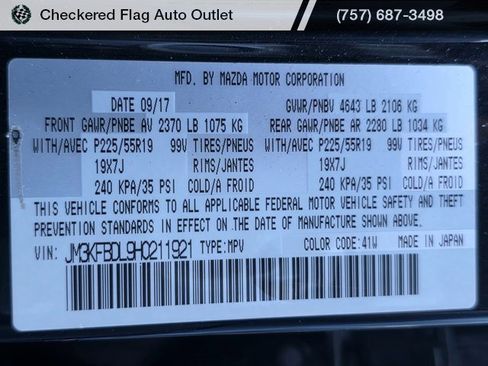 Checkered Flag Auto Outlet (757) 687-3498
MFD. BY MAZDA MOTOR CORPORATION
DATE 09/17 GVWR/PNBV 4643 LB 2106 KG
FRONT GAWR/PNBE AV 2370 LB 1075 KG REAR GAWR/PNBE AR 2280 LB 1034 KG
WITH/AVEC P225/55R19 99V TIRES/PNEUS WITH/AVEC P225/55R19 99V TIRES/PNEUS
19X7J RIMS/JANTES 19X7J RIMS/JANTES
240 KPA/35 PSI COLD/A FROID 240 KPA/35 PSI COLD/A FROID
THIS VEHICLE CONFORMS TO ALL APPLICABLE FEDERAL MOTOR VEHICLE SAFETY AND THEFT
PREVENTION STANDARDS IN EFFECT ON THE DATE OF MANUFACTURE SHOWN ABOVE.
VIN: JM3KFBDL9H0211921 TYPE:MPV COLOR CODE:41W MADE IN JAPAN